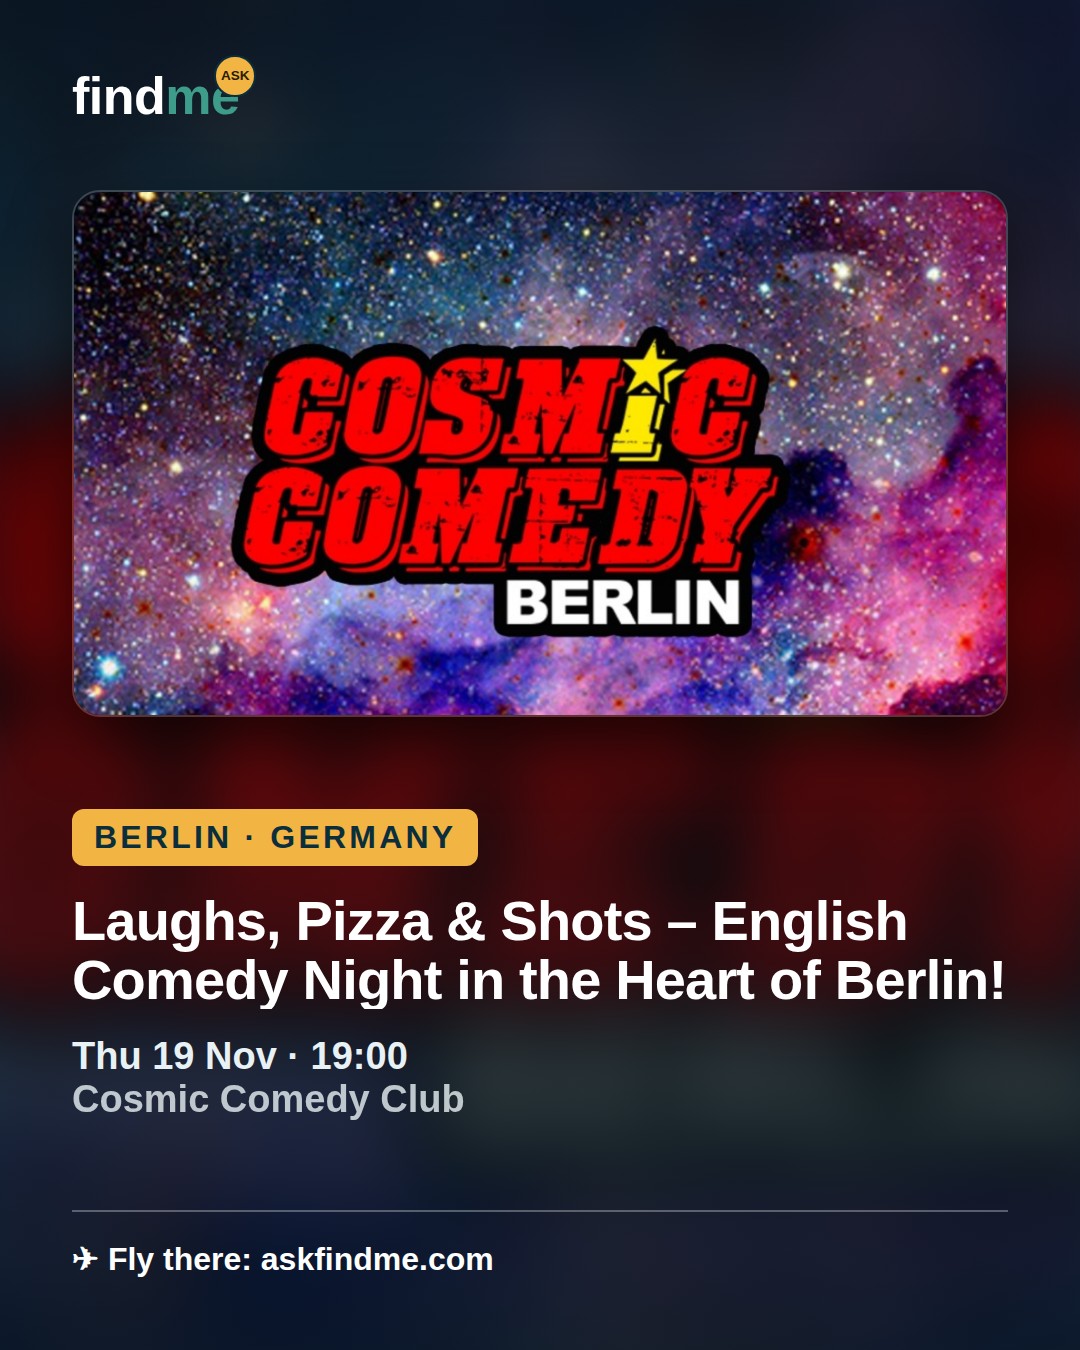 findme
ASK
COSMiC
COMEDY
BERLIN
BERLIN · GERMANY
Laughs, Pizza & Shots – English
Comedy Night in the Heart of Berlin!
Thu 19 Nov · 19:00
Cosmic Comedy Club
✈ Fly there: askfindme.com